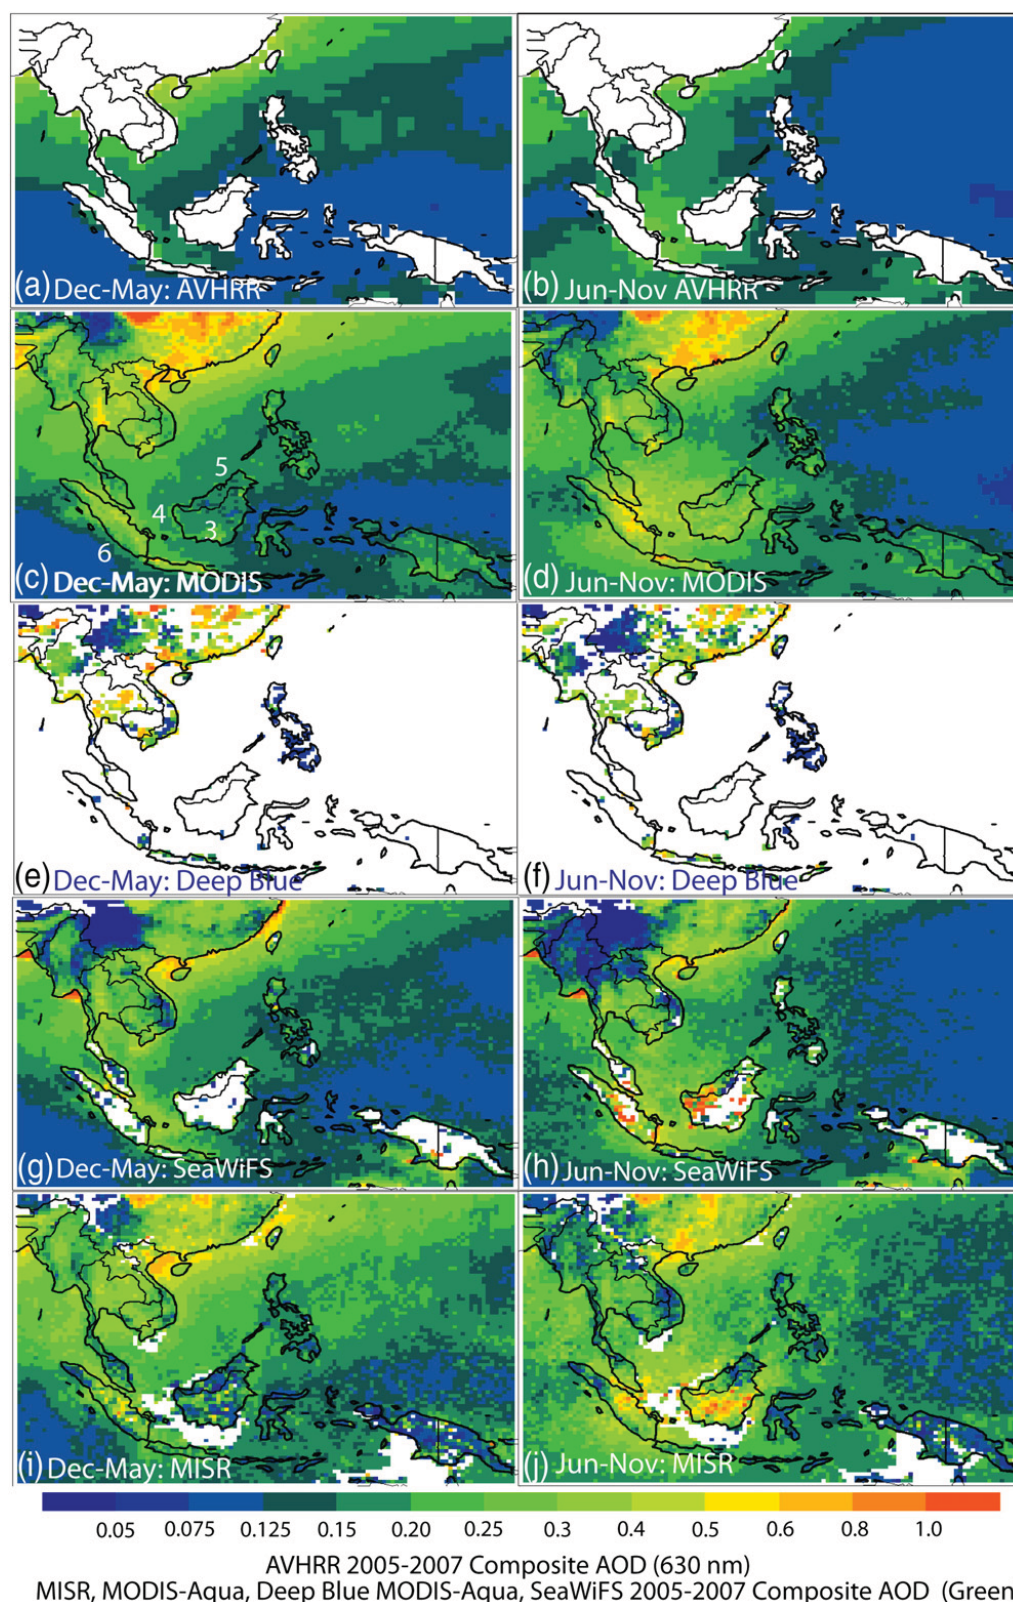 (a) Dec-May: AVHRR
(b) Jun-Nov AVHRR
2
5
4
3
6
(c) Dec-May: MODIS
(d) Jun-Nov: MODIS
(e) Dec-May: Deep Blue
(f) Jun-Nov: Deep Blue
(g) Dec-May: SeaWiFS
(h) Jun-Nov: SeaWiFS
(i) Dec-May: MISR
(j) Jun-Nov: MISR
0.05 0.075 0.125 0.15 0.20 0.25 0.3 0.4 0.5 0.6 0.8 1.0
AVHRR 2005-2007 Composite AOD (630 nm)
MISR, MODIS-Aqua, Deep Blue MODIS-Aqua, SeaWiFS 2005-2007 Composite AOD (Green